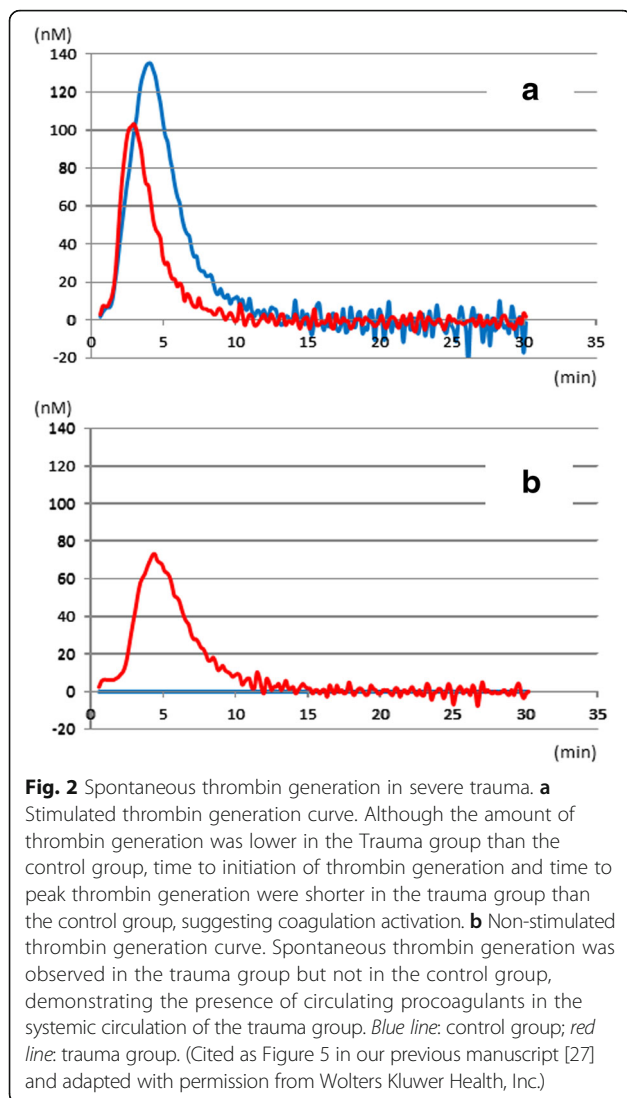 (nM)
140
120
100
80
60
40
20
0
-20
a
0 5 10 15 20 25 30 35
(min)
(nM)
140
120
100
80
60
40
20
0
-20
b
0 5 10 15 20 25 30 35
(min)
Fig. 2 Spontaneous thrombin generation in severe trauma. a
Stimulated thrombin generation curve. Although the amount of
thrombin generation was lower in the Trauma group than the
control group, time to initiation of thrombin generation and time to
peak thrombin generation were shorter in the trauma group than
the control group, suggesting coagulation activation. b Non-stimulated
thrombin generation curve. Spontaneous thrombin generation was
observed in the trauma group but not in the control group,
demonstrating the presence of circulating procoagulants in the
systemic circulation of the trauma group. Blue line: control group; red
line: trauma group. (Cited as Figure 5 in our previous manuscript [27]
and adapted with permission from Wolters Kluwer Health, Inc.)